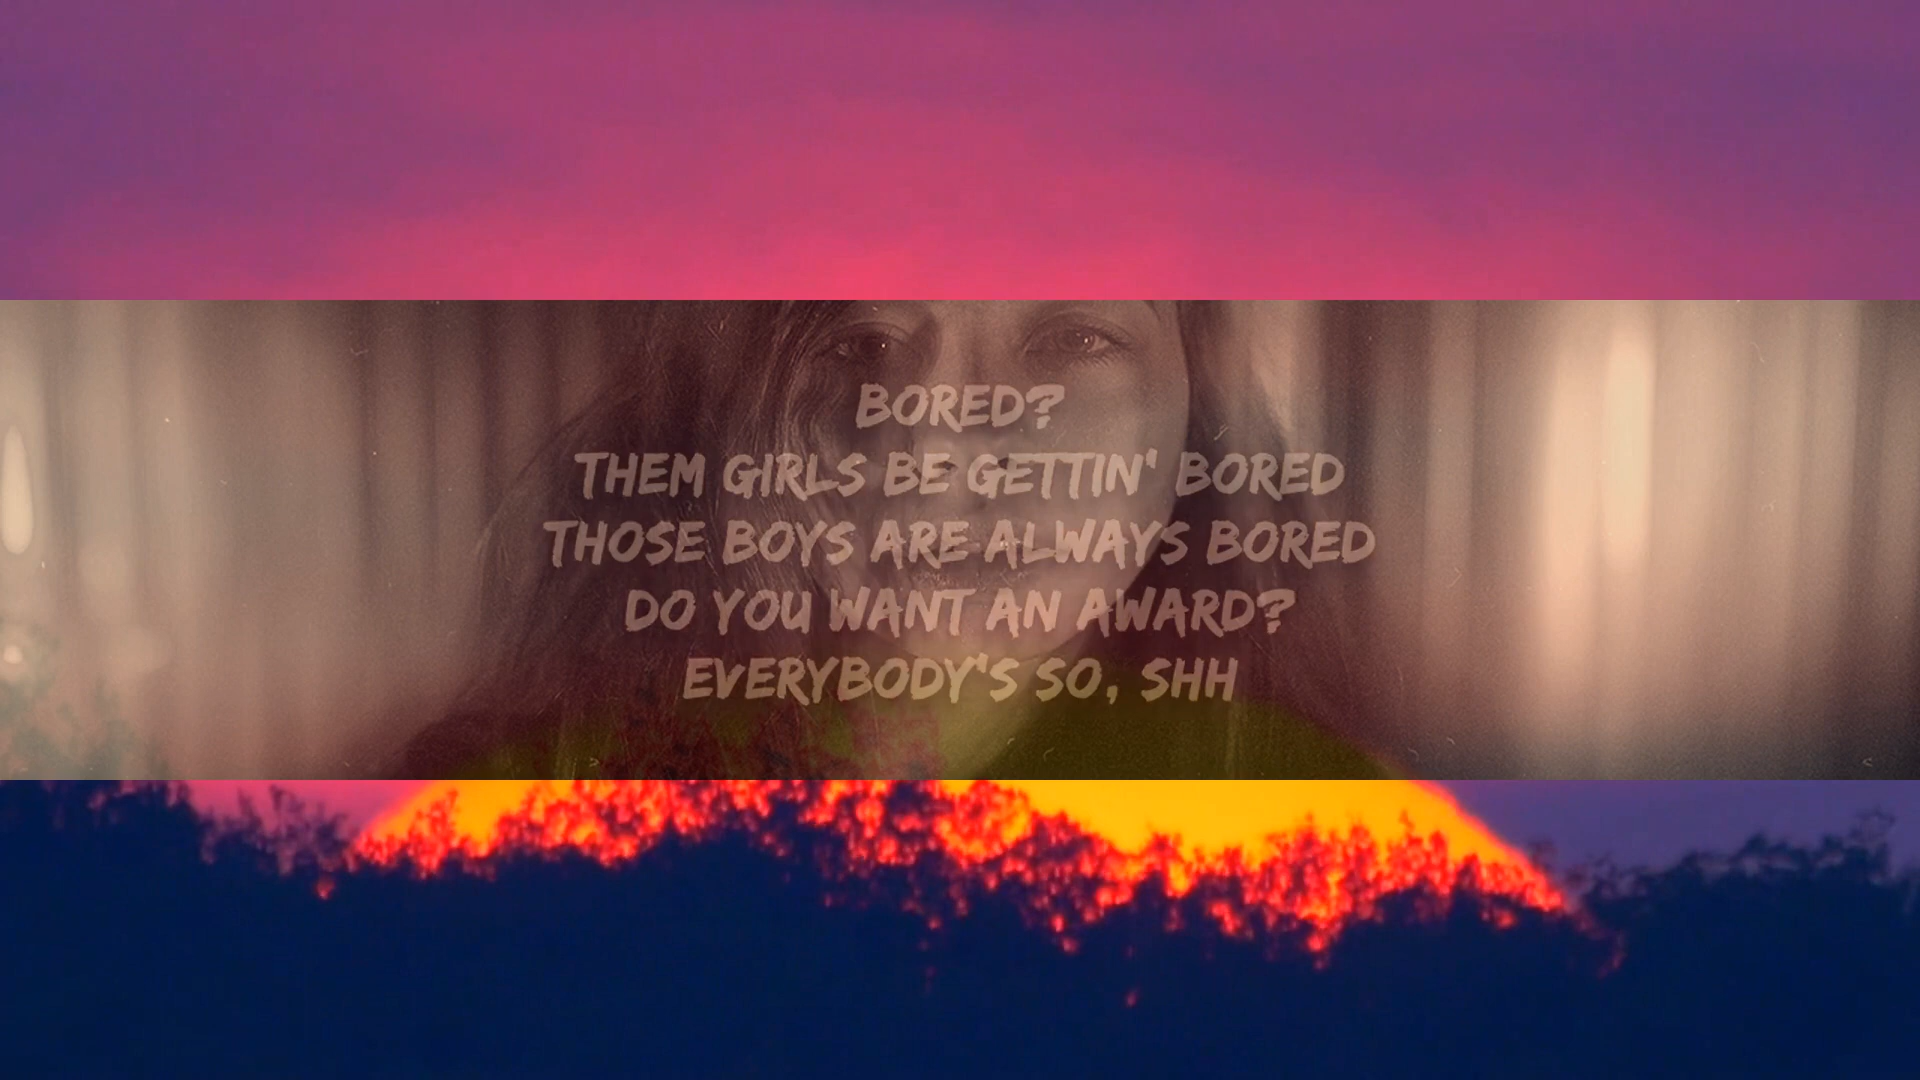 BORED?
THEM GIRLS BE GETTIN' BORED
THOSE BOYS ARE ALWAYS BORED
DO YOU WANT AN AWARD?
EVERYBODY'S SO, SHH